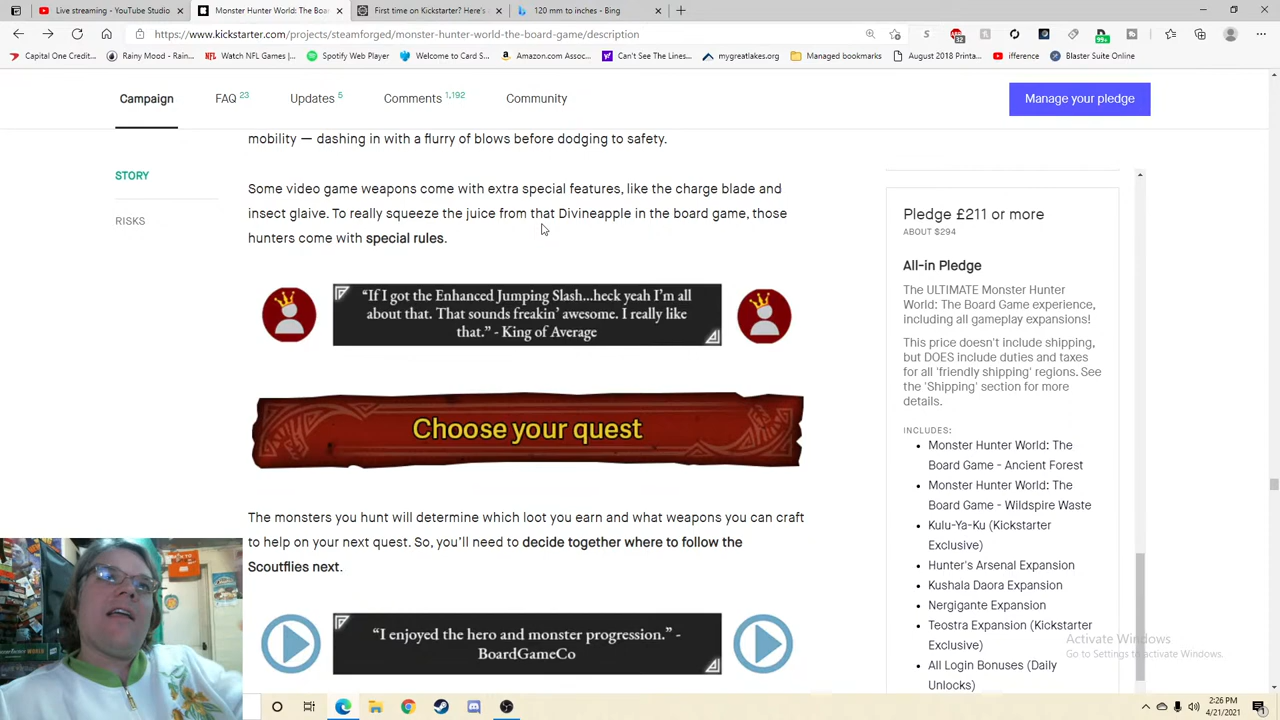 Live streaming - YouTube Studio
Monster Hunter World: The Boa
First time on Kickstarter? Here's
120 mm to inches - Bing
https://www.kickstarter.com/projects/steamforged/monster-hunter-world-the-board-game/description
Capital One Credit...
Rainy Mood • Rain...
Watch NFL Games |...
Spotify Web Player
Welcome to Card S...
Amazon.com Assoc...
Can't See The Lines...
mygreatlakes.org
Managed bookmarks
August 2018 Printa...
ifference
Blaster Suite Online
Campaign
FAQ 23
Updates 5
Comments 1,192
Community
Manage your pledge
STORY
RISKS
mobility — dashing in with a flurry of blows before dodging to safety.
Some video game weapons come with extra special features, like the charge blade and
insect glaive. To really squeeze the juice from that Divineapple in the board game, those
hunters come with special rules.
“If I got the Enhanced Jumping Slash...heck yeah I’m all
about that. That sounds freakin’ awesome. I really like
that.” - King of Average
Choose your quest
The monsters you hunt will determine which loot you earn and what weapons you can craft
to help on your next quest. So, you’ll need to decide together where to follow the
Scoutflies next.
“I enjoyed the hero and monster progression.” -
BoardGameCo
Pledge £211 or more
ABOUT $294
All-in Pledge
The ULTIMATE Monster Hunter
World: The Board Game experience,
including all gameplay expansions!
This price doesn't include shipping,
but DOES include duties and taxes
for all 'friendly shipping' regions. See
the 'Shipping' section for more
details.
INCLUDES:
Monster Hunter World: The
Board Game - Ancient Forest
Monster Hunter World: The
Board Game - Wildspire Waste
Kulu-Ya-Ku (Kickstarter
Exclusive)
Hunter's Arsenal Expansion
Kushala Daora Expansion
Nergigante Expansion
Teostra Expansion (Kickstarter
Exclusive)
All Login Bonuses (Daily
Unlocks)
Activate Windows
Go to Settings to activate Windows.
2:26 PM
4/21/2021